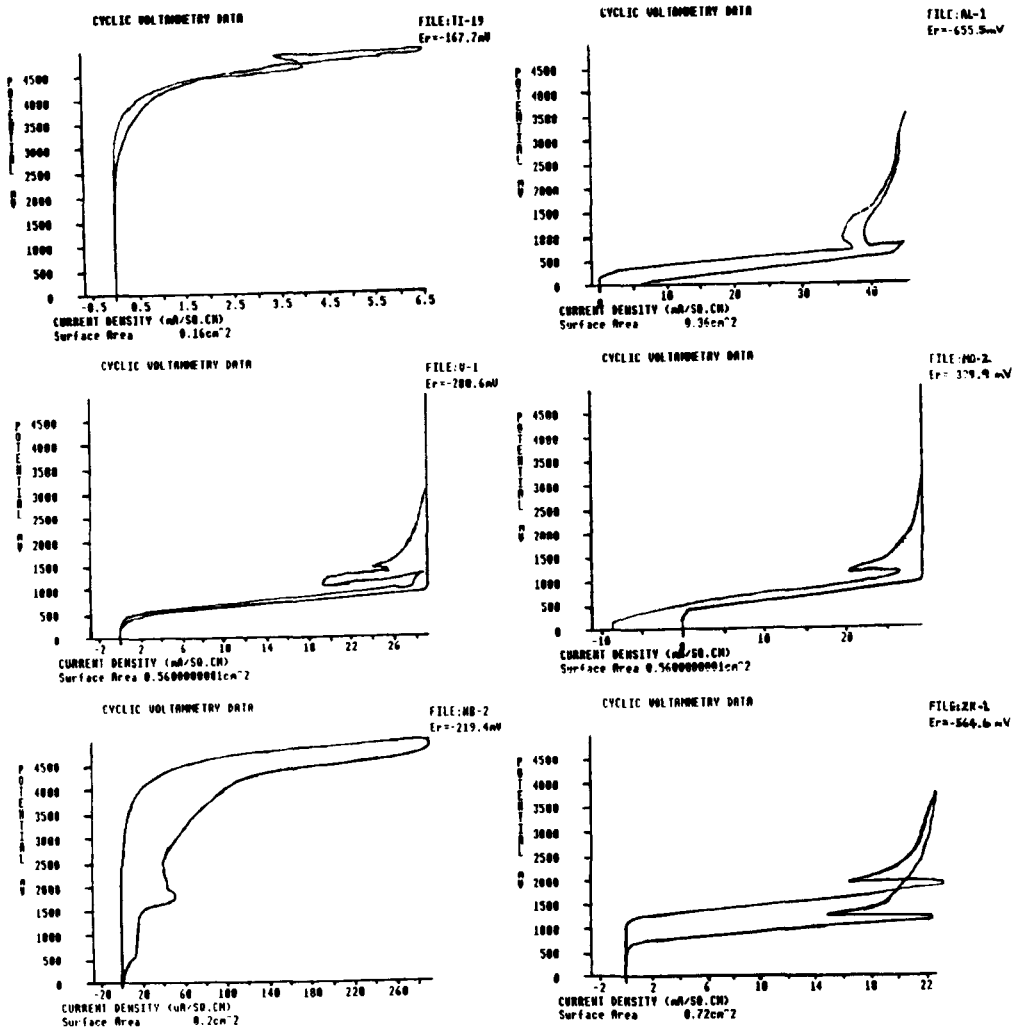 CYCLIC VOLTAMMETRY DATA
FILE:TI-19
Er=-167.7mV
POTENTIAL mV
4500
4000
3500
3000
2500
2000
1500
1000
500
0
-0.5 0.5 1.5 2.5 3.5 4.5 5.5 6.5
CURRENT DENSITY (mA/SQ.CM)
Surface Area 0.16cm^2
CYCLIC VOLTAMMETRY DATA
FILE:AL-1
Er=-655.5mV
POTENTIAL mV
4500
4000
3500
3000
2500
2000
1500
1000
500
0
0 10 20 30 40
CURRENT DENSITY (mA/SQ.CM)
Surface Area 0.36cm^2
CYCLIC VOLTAMMETRY DATA
FILE:V-1
Er=-280.6mV
POTENTIAL mV
4500
4000
3500
3000
2500
2000
1500
1000
500
0
-2 2 6 10 14 18 22 26
CURRENT DENSITY (mA/SQ.CM)
Surface Area 0.5600000001cm^2
CYCLIC VOLTAMMETRY DATA
FILE:MO-2
POTENTIAL mV
4500
4000
3500
3000
2500
2000
1500
1000
500
0
-10 0 10 20
CURRENT DENSITY (mA/SQ.CM)
Surface Area 0.5600000001cm^2
CYCLIC VOLTAMMETRY DATA
FILE:NB-2
Er=-219.4mV
POTENTIAL mV
4500
4000
3500
3000
2500
2000
1500
1000
500
0
-20 20 60 100 140 180 220 260
CURRENT DENSITY (uA/SQ.CM)
Surface Area 0.2cm^2
CYCLIC VOLTAMMETRY DATA
FILE:ZR-1
Er=-564.6mV
POTENTIAL mV
4500
4000
3500
3000
2500
2000
1500
1000
500
0
-2 2 6 10 14 18 22
CURRENT DENSITY (mA/SQ.CM)
Surface Area 0.72cm^2